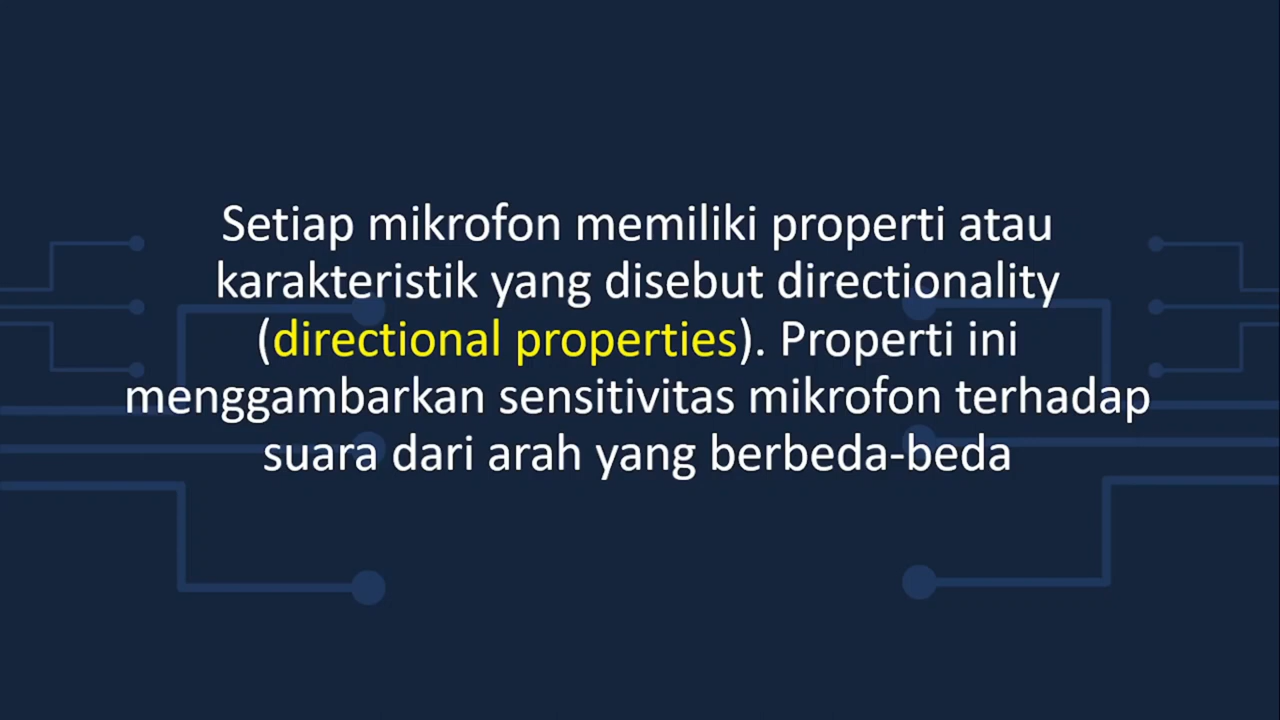 Setiap mikrofon memiliki properti atau
karakteristik yang disebut directionality
(directional properties). Properti ini
menggambarkan sensitivitas mikrofon terhadap
suara dari arah yang berbeda-beda